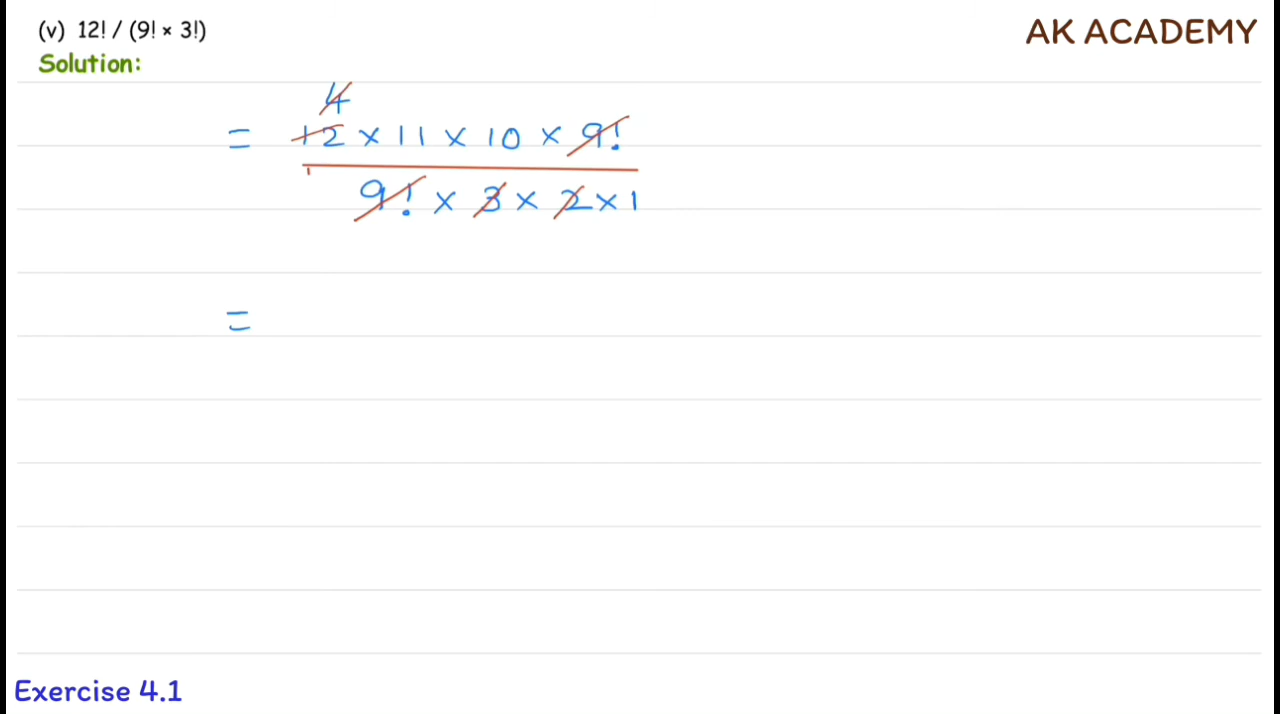 (v) 12! / (9! × 3!)
AK ACADEMY
Solution:
4
= 12 × 11 × 10 × 9!
9! × 3 × 2 × 1
=
Exercise 4.1